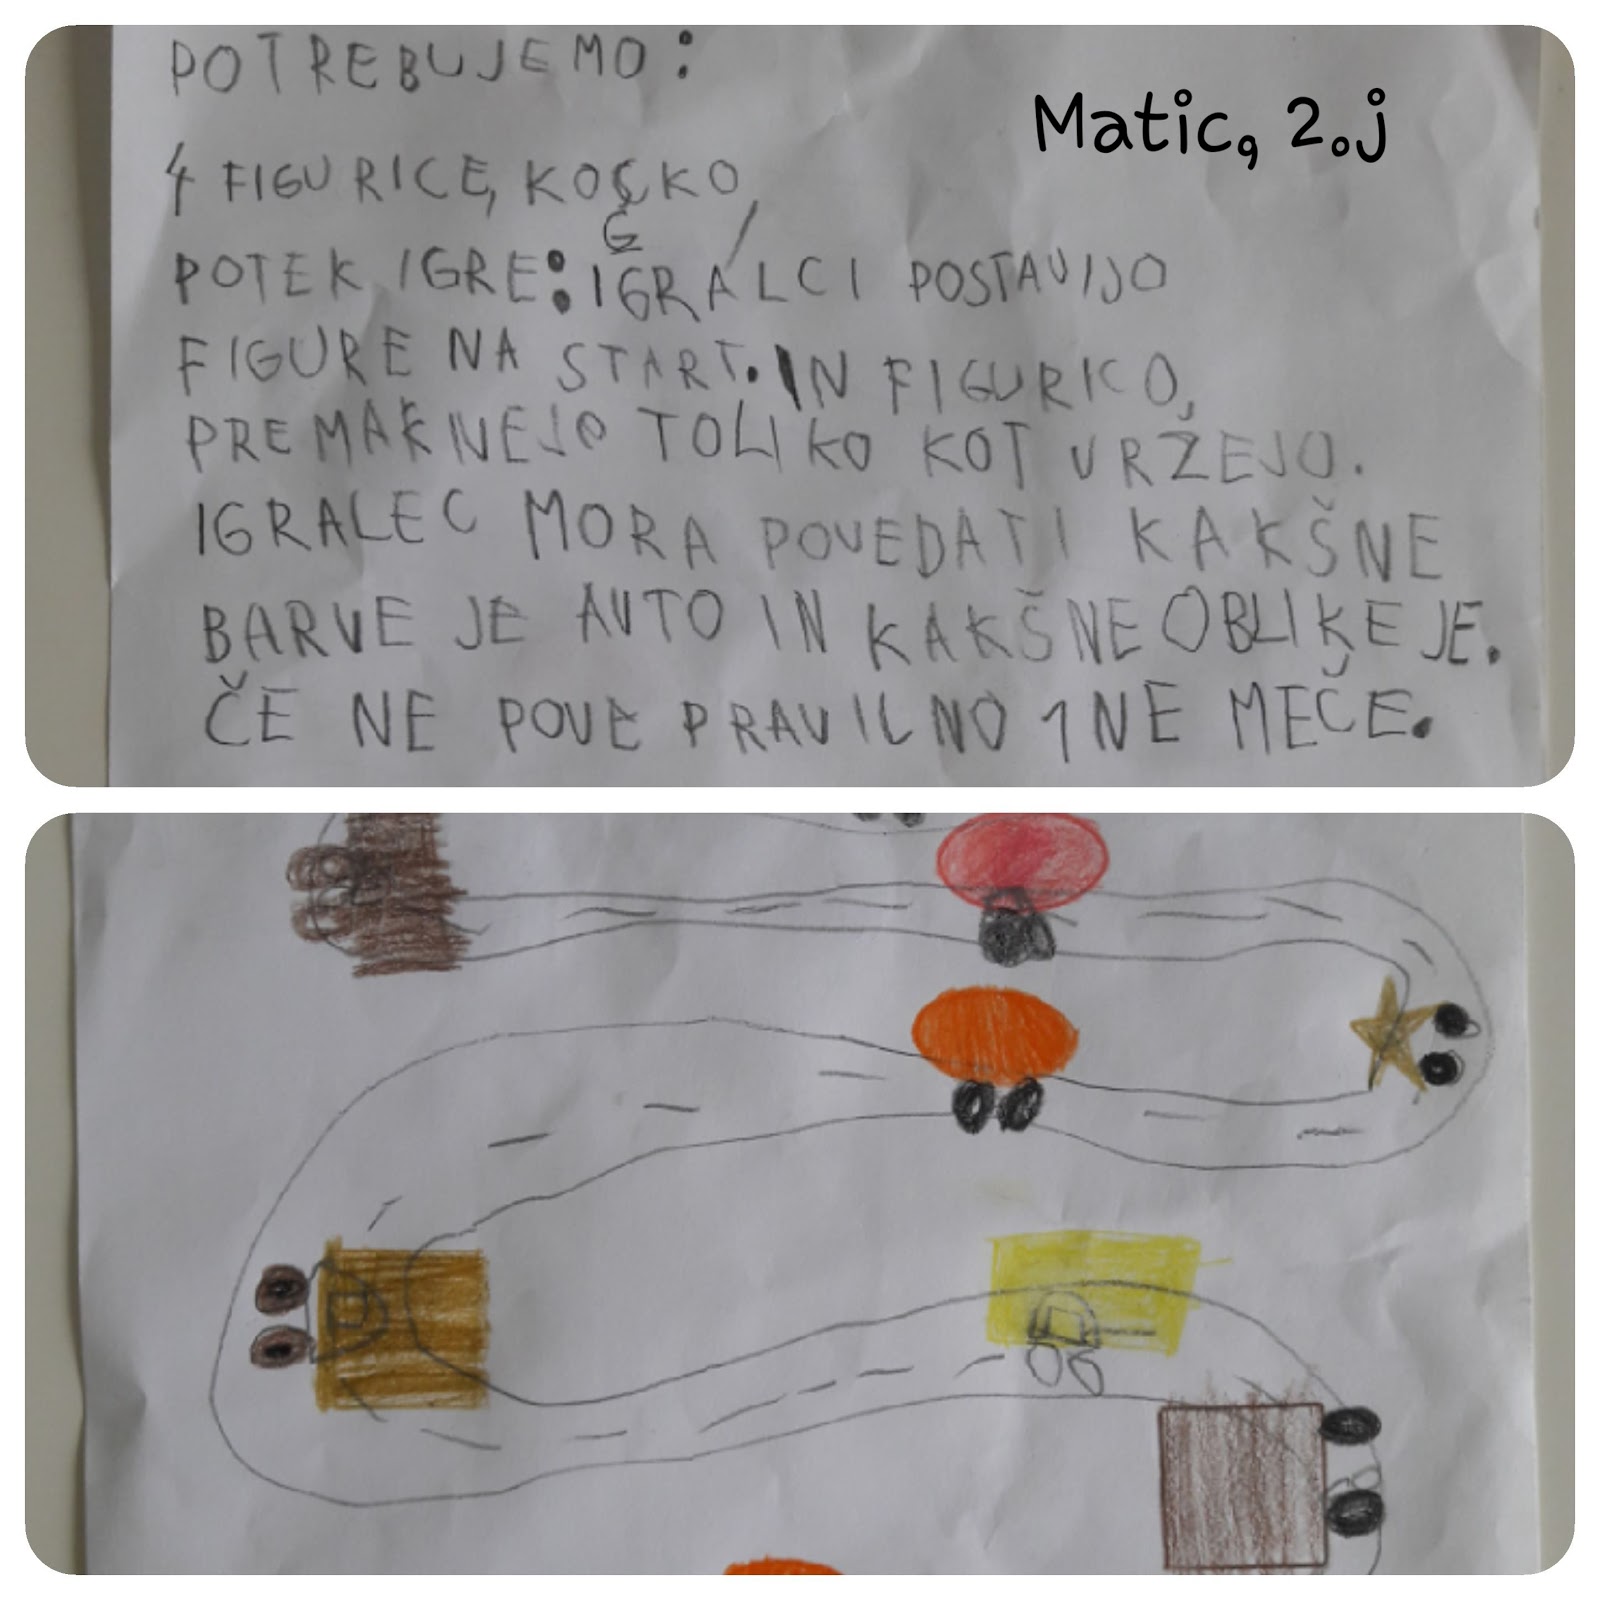 POTREBUJEMO:
Matic, 2.j
4 FIGURICE, KOCKO,
POTEK IGRE: IGRALCI POSTAVIJO
FIGURE NA START. IN FIGURICO,
PREMAKNEJO TOLIKO KOT VRŽEJO.
IGRALEC MORA POVEDATI KAKŠNE
BARVE JE AVTO IN KAKŠNE OBLIKE JE.
ČE NE POVE PRAVILNO 1 NE MEČE.